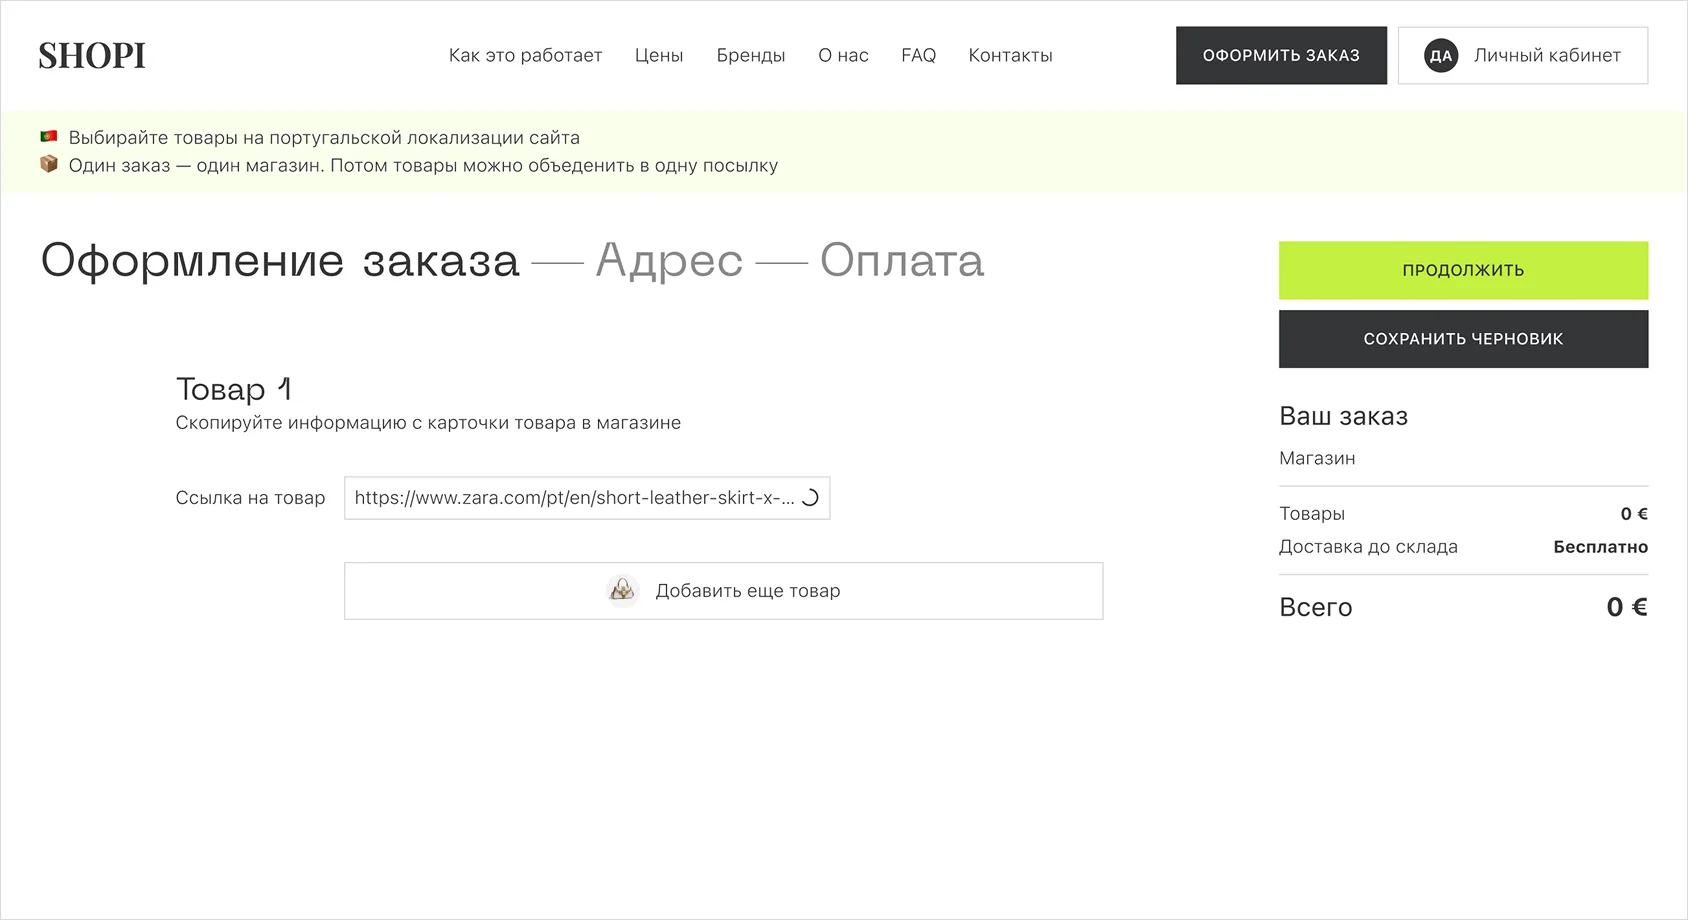 SHOPI
Как это работает
Цены
Бренды
О нас
FAQ
Контакты
ОФОРМИТЬ ЗАКАЗ
ДА
Личный кабинет
Выбирайте товары на португальской локализации сайта
Один заказ — один магазин. Потом товары можно объеденить в одну посылку
Оформление заказа — Адрес — Оплата
ПРОДОЛЖИТЬ
СОХРАНИТЬ ЧЕРНОВИК
Товар 1
Скопируйте информацию с карточки товара в магазине
Ссылка на товар
https://www.zara.com/pt/en/short-leather-skirt-x-...
Добавить еще товар
Ваш заказ
Магазин
Товары 0 €
Доставка до склада Бесплатно
Всего 0 €